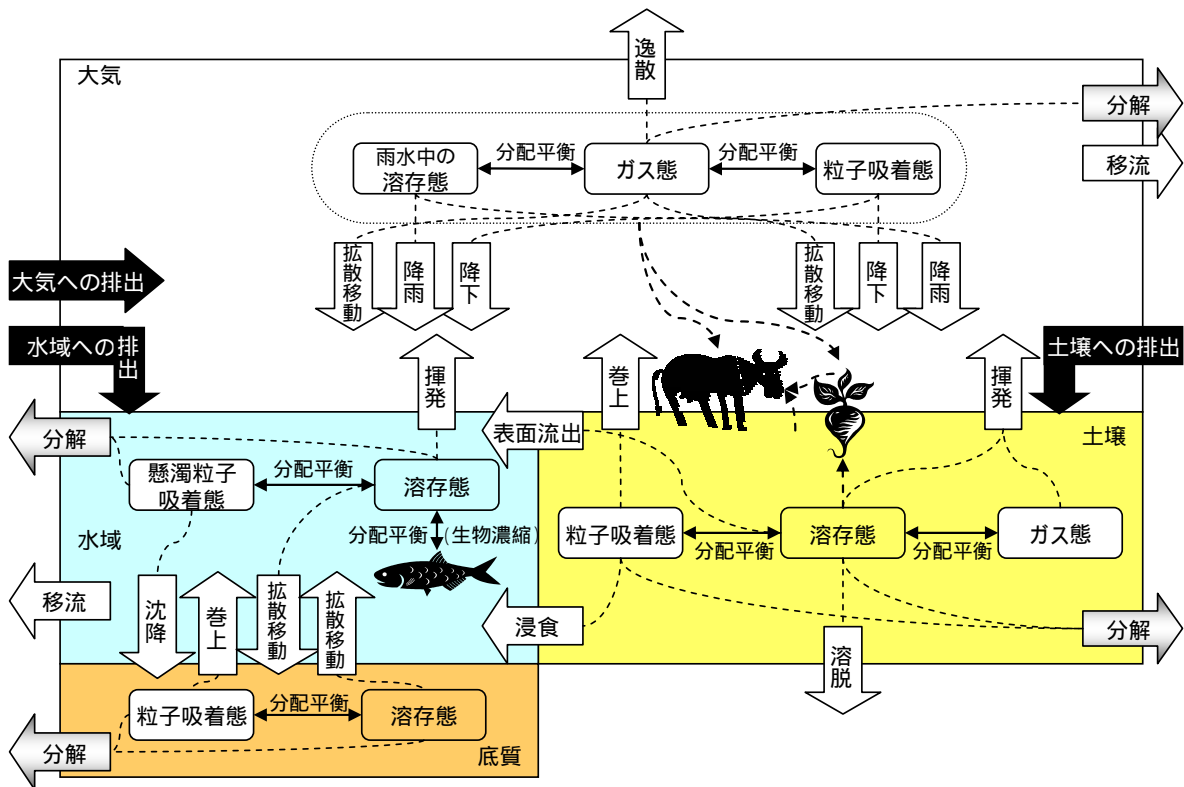 逸散
大気
分解
移流
雨水中の
溶存態
分配平衡
ガス態
分配平衡
粒子吸着態
拡散移動
降雨
降下
拡散移動
降下
降雨
大気への排出
水域への排
出
土壌への排出
揮発
巻上
揮発
分解
表面流出
土壌
懸濁粒子
吸着態
分配平衡
溶存態
分配平衡
(生物濃縮)
水域
粒子吸着態
分配平衡
溶存態
分配平衡
ガス態
移流
沈降
巻上
拡散移動
拡散移動
浸食
分解
溶脱
粒子吸着態
分配平衡
溶存態
分解
底質